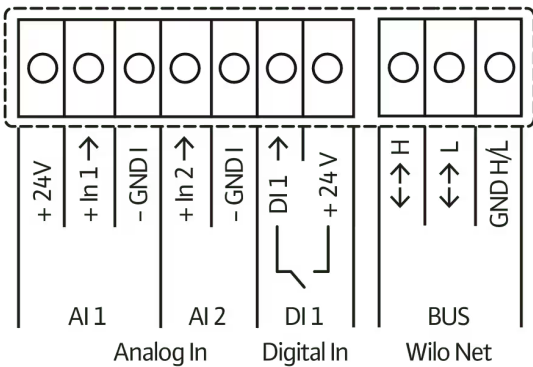 + 24V
+ In 1 →
- GND I
+ In 2 →
- GND I
DI 1 →
+ 24 V
↔ H
↔ L
GND H/L
AI 1
AI 2
DI 1
BUS
Analog In
Digital In
Wilo Net